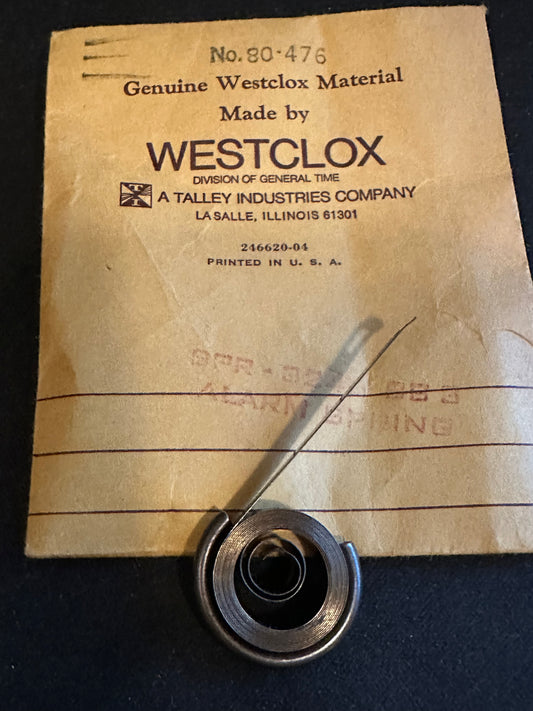 No. 80-476
Genuine Westclox Material
Made by
WESTCLOX
DIVISION OF GENERAL TIME
A TALLEY INDUSTRIES COMPANY
LA SALLE, ILLINOIS 61301
246620-04
PRINTED IN U. S. A.
ALARM SPRING